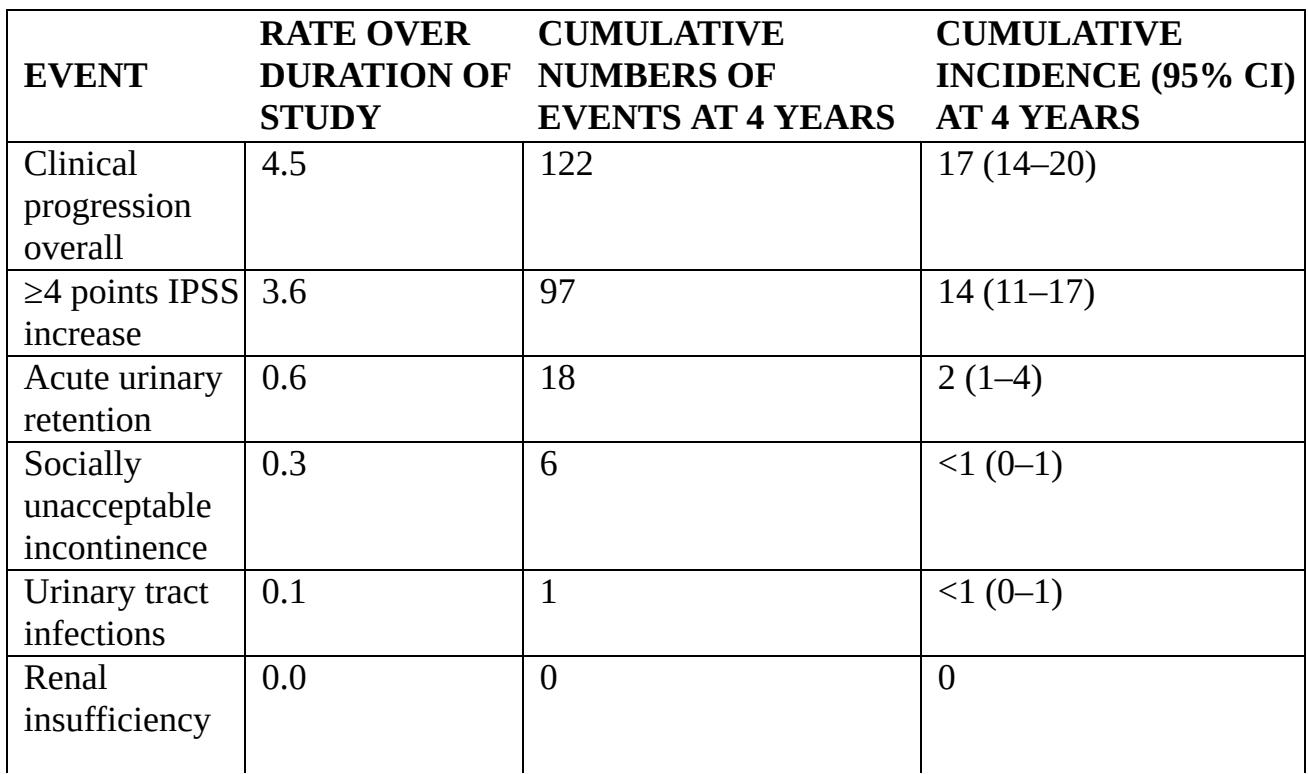 EVENT
RATE OVER
DURATION OF
STUDY
CUMULATIVE
NUMBERS OF
EVENTS AT 4 YEARS
CUMULATIVE
INCIDENCE (95% CI)
AT 4 YEARS
Clinical
progression
overall
4.5
122
17 (14–20)
≥4 points IPSS
increase
3.6
97
14 (11–17)
Acute urinary
retention
0.6
18
2 (1–4)
Socially
unacceptable
incontinence
0.3
6
<1 (0–1)
Urinary tract
infections
0.1
1
<1 (0–1)
Renal
insufficiency
0.0
0
0